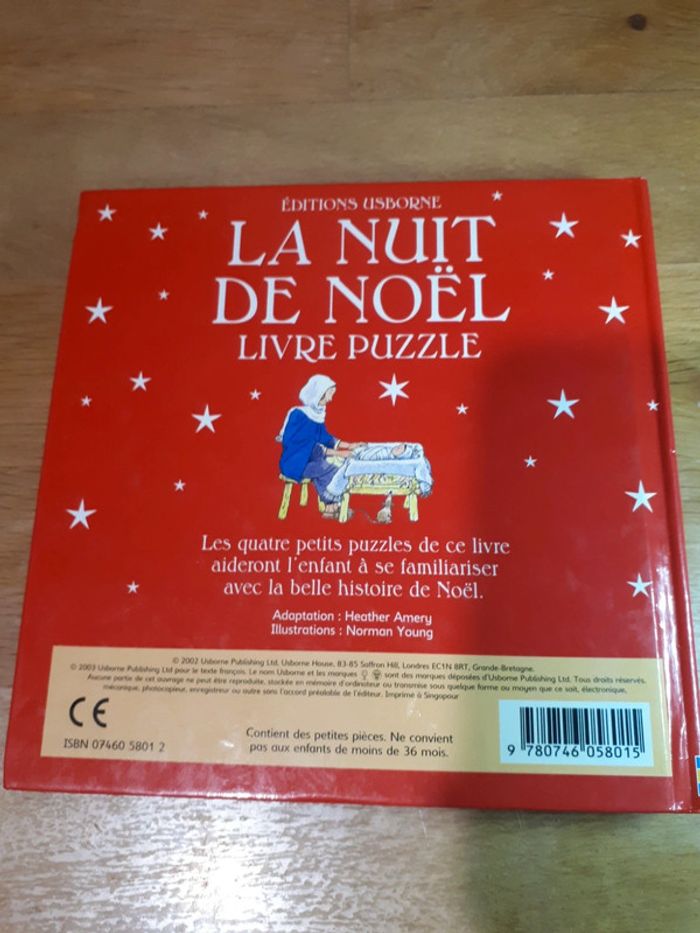 ÉDITIONS USBORNE
LA NUIT
DE NOËL
LIVRE PUZZLE
Les quatre petits puzzles de ce livre
aideront l'enfant à se familiariser
avec la belle histoire de Noël.
Adaptation : Heather Amery
Illustrations : Norman Young
© 2002 Usborne Publishing Ltd. Usborne House, 83-85 Saffron Hill, Londres EC1N 8RT, Grande-Bretagne.
© 2003 Usborne Publishing Ltd pour le texte français. Le nom Usborne et les marques sont des marques déposées d'Usborne Publishing Ltd. Tous droits réservés.
Aucune partie de cet ouvrage ne peut être reproduite, stockée en mémoire d'ordinateur ou transmise sous quelque forme ou moyen que ce soit, électronique,
mécanique, photocopieur, enregistreur ou autre sans l'accord préalable de l'éditeur. Imprimé à Singapour
CE
ISBN 07460 5801 2
Contient des petites pièces. Ne convient
pas aux enfants de moins de 36 mois.
9 780746 058015